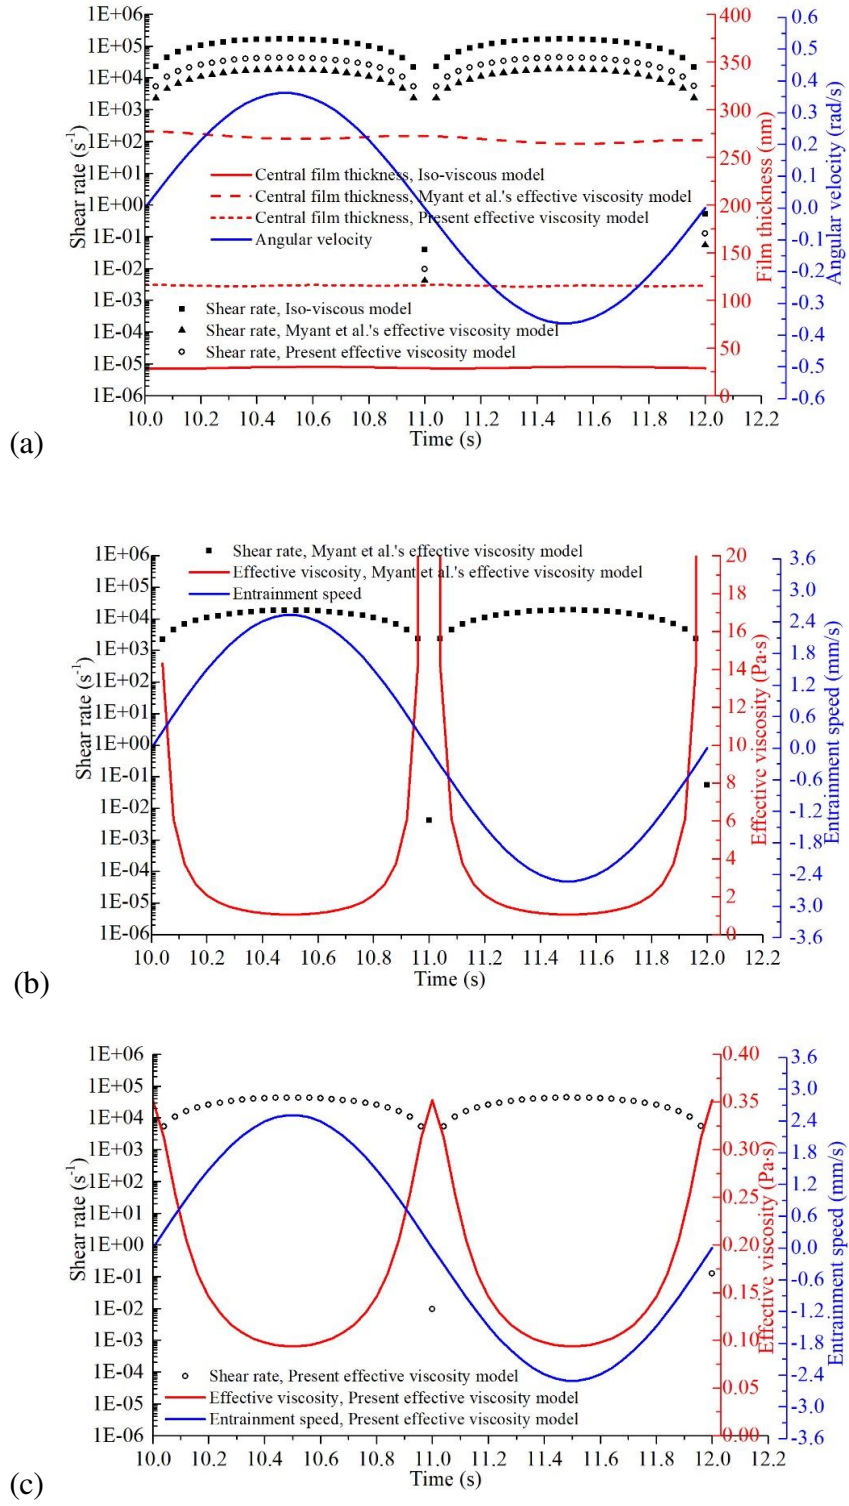 1E+06
1E+05
1E+04
1E+03
1E+02
1E+01
1E+00
1E-01
1E-02
1E-03
1E-04
1E-05
1E-06
Shear rate (s-1)
Central film thickness, Iso-viscous model
Central film thickness, Myant et al.'s effective viscosity model
Central film thickness, Present effective viscosity model
Angular velocity
Shear rate, Iso-viscous model
Shear rate, Myant et al.'s effective viscosity model
Shear rate, Present effective viscosity model
400
350
300
250
200
150
100
50
0
Film thickness (nm)
0.6
0.5
0.4
0.3
0.2
0.1
0.0
-0.1
-0.2
-0.3
-0.4
-0.5
-0.6
Angular velocity (rad/s)
10.0 10.2 10.4 10.6 10.8 11.0 11.2 11.4 11.6 11.8 12.0 12.2
Time (s)
(a)
Shear rate, Myant et al.'s effective viscosity model
Effective viscosity, Myant et al.'s effective viscosity model
Entrainment speed
1E+06
1E+05
1E+04
1E+03
1E+02
1E+01
1E+00
1E-01
1E-02
1E-03
1E-04
1E-05
1E-06
Shear rate (s-1)
20
18
16
14
12
10
8
6
4
2
0
Effective viscosity (Pa·s)
3.6
3.0
2.4
1.8
1.2
0.6
0.0
-0.6
-1.2
-1.8
-2.4
-3.0
-3.6
Entrainment speed (mm/s)
10.0 10.2 10.4 10.6 10.8 11.0 11.2 11.4 11.6 11.8 12.0 12.2
Time (s)
(b)
1E+06
1E+05
1E+04
1E+03
1E+02
1E+01
1E+00
1E-01
1E-02
1E-03
1E-04
1E-05
1E-06
Shear rate (s-1)
Shear rate, Present effective viscosity model
Effective viscosity, Present effective viscosity model
Entrainment speed, Present effective viscosity model
0.40
0.35
0.30
0.25
0.20
0.15
0.10
0.05
0.00
Effective viscosity (Pa·s)
3.6
3.0
2.4
1.8
1.2
0.6
0.0
-0.6
-1.2
-1.8
-2.4
-3.0
-3.6
Entrainment speed (mm/s)
10.0 10.2 10.4 10.6 10.8 11.0 11.2 11.4 11.6 11.8 12.0 12.2
Time (s)
(c)